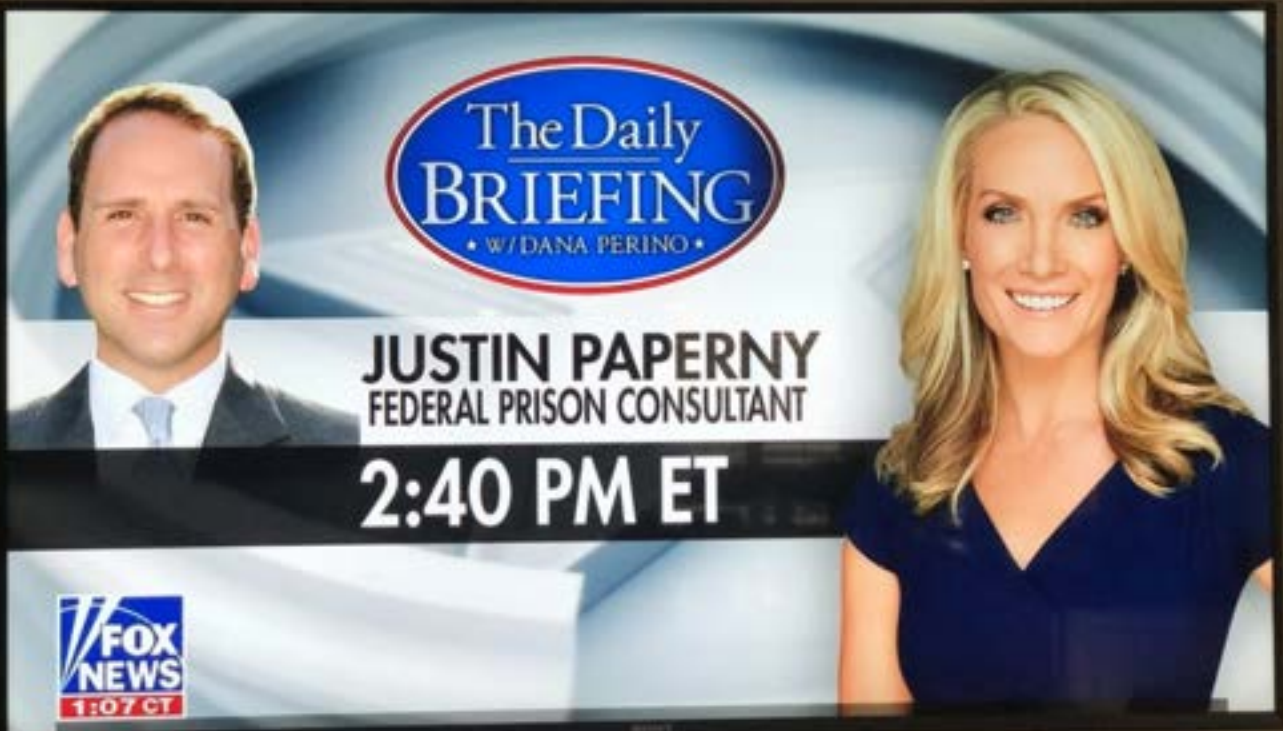 The Daily
BRIEFING
★ W/ DANA PERINO ★
JUSTIN PAPERNY
FEDERAL PRISON CONSULTANT
2:40 PM ET
FOX
NEWS
1:07 CT